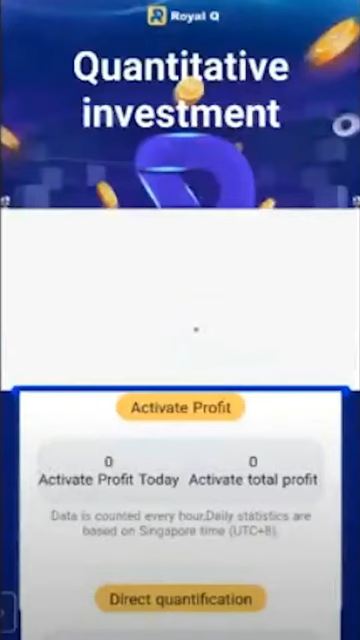 Royal Q
Quantitative
investment
Activate Profit
0 0
Activate Profit Today Activate total profit
Data is counted every hour,Daily statistics are
based on Singapore time (UTC+8)
Direct quantification